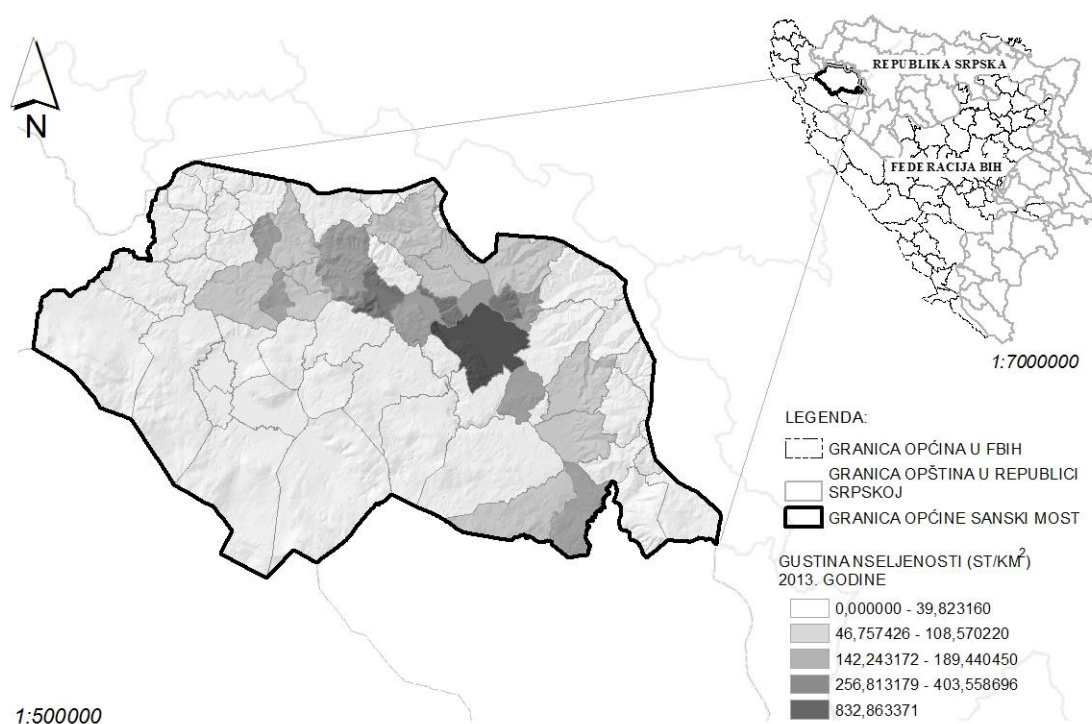 N
REPUBLIKA SRPSKA
FEDERACIJA BIH
1:7000000
LEGENDA:
GRANICA OPĆINA U FBIH
GRANICA OPŠTINA U REPUBLICI
SRPSKOJ
GRANICA OPĆINE SANSKI MOST
GUSTINA NSELJENOSTI (ST/KM²)
2013. GODINE
0,000000 - 39,823160
46,757426 - 108,570220
142,243172 - 189,440450
256,813179 - 403,558696
832,863371
1:500000